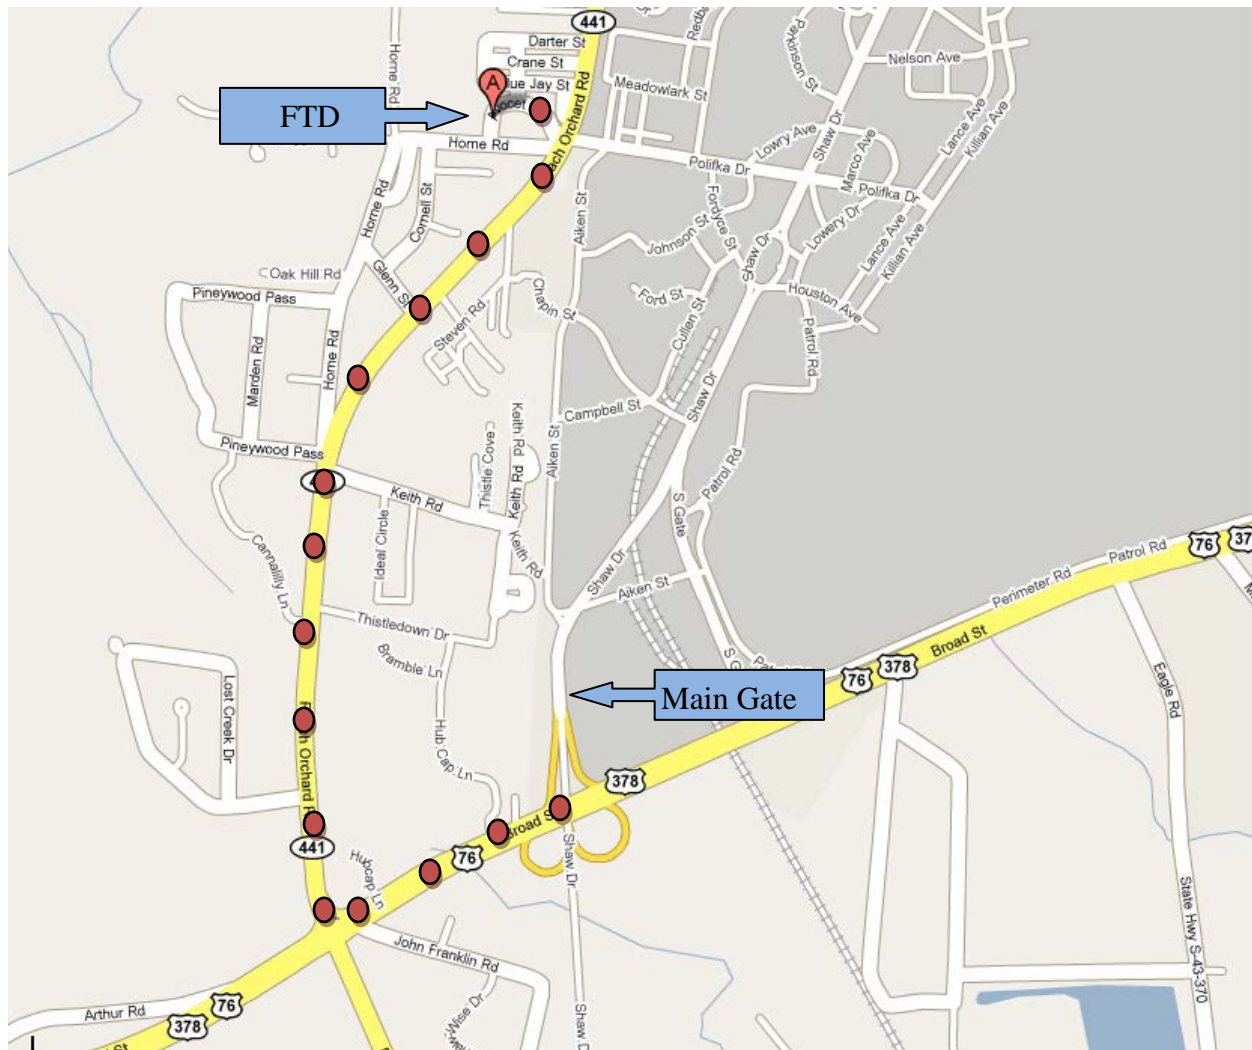 441
Darter St
Crane St
Blue Jay St
A
FTD
Horne Rd
Horne Rd
Meadowlark St
Parkinson St
Nelson Ave
Lance Ave
Killian Ave
Shaw Dr
Lowry Ave
Marco Ave
Polifka Dr
Polifka Dr
Fordyce St
Aiken St
Horne Rd
Cornell St
Johnson St
Shaw Dr
Lowery Dr
Lance Ave
Killian Ave
Oak Hill Rd
Glenn St
Pineywood Pass
Steven Rd
Chapin St
Ford St
Cullen St
Houston Ave
Patrol Rd
Marden Rd
Horne Rd
Campbell St
Shaw Dr
Pineywood Pass
Thistle Cove
Keith Rd
Keith Rd
Aiken St
Patrol Rd
Keith Rd
Ideal Circle
Keith Rd
S Gate
Cannalilly Ln
Shaw Dr
Aiken St
Perimeter Rd
Patrol Rd
76
Thistledown Dr
Bramble Ln
Broad St
378
76
Eagle Rd
Main Gate
Lost Creek Dr
Hub Cap Ln
378
Broad St
441
76
Hubcap Ln
Shaw Dr
John Franklin Rd
State Hwy S-43-370
Wise Dr
Shaw D
Arthur Rd
76
378